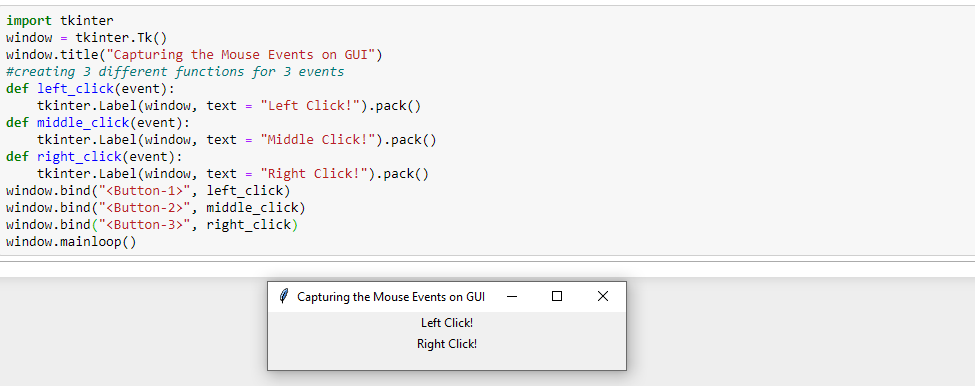 import tkinter
window = tkinter.Tk()
window.title("Capturing the Mouse Events on GUI")
#creating 3 different functions for 3 events
def left_click(event):
    tkinter.Label(window, text = "Left Click!").pack()
def middle_click(event):
    tkinter.Label(window, text = "Middle Click!").pack()
def right_click(event):
    tkinter.Label(window, text = "Right Click!").pack()
window.bind("<Button-1>", left_click)
window.bind("<Button-2>", middle_click)
window.bind("<Button-3>", right_click)
window.mainloop()
Capturing the Mouse Events on GUI
Left Click!
Right Click!